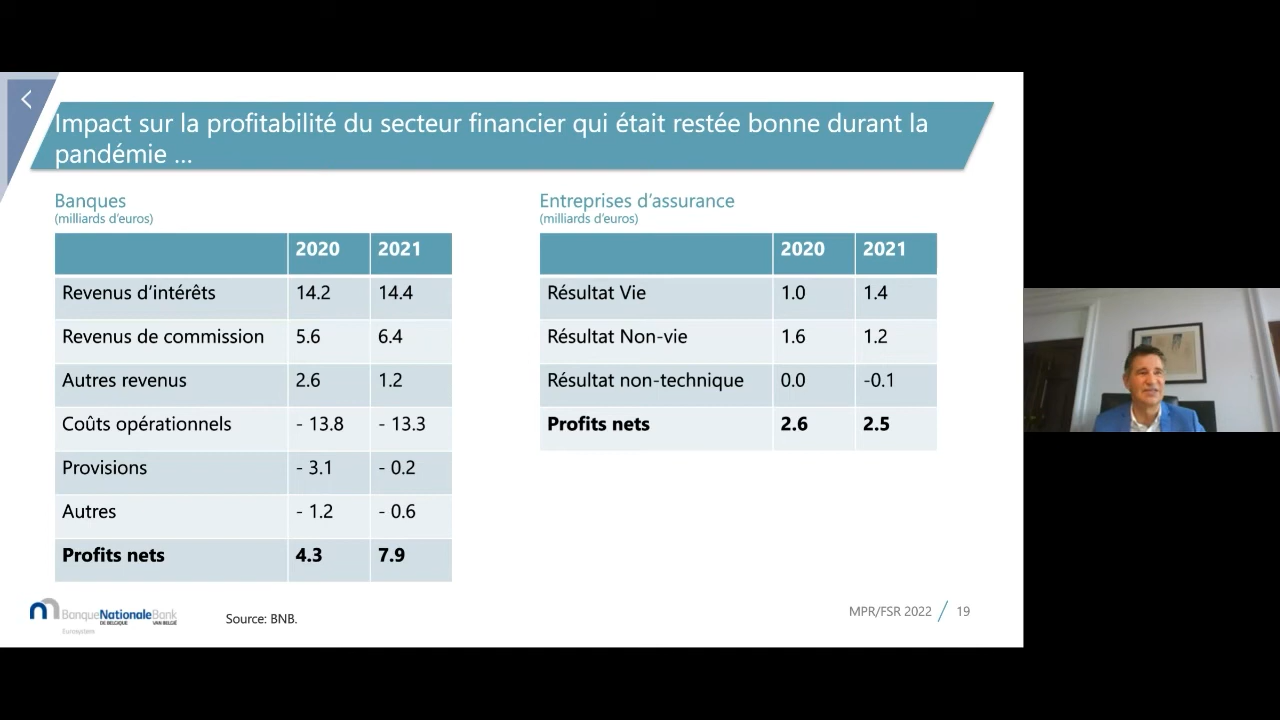 Impact sur la profitabilité du secteur financier qui était restée bonne durant la
pandémie ...
Banques
(milliards d'euros)
2020 2021
Revenus d'intérêts 14.2 14.4
Revenus de commission 5.6 6.4
Autres revenus 2.6 1.2
Coûts opérationnels - 13.8 - 13.3
Provisions - 3.1 - 0.2
Autres - 1.2 - 0.6
Profits nets 4.3 7.9
Entreprises d'assurance
(milliards d'euros)
2020 2021
Résultat Vie 1.0 1.4
Résultat Non-vie 1.6 1.2
Résultat non-technique 0.0 -0.1
Profits nets 2.6 2.5
BanqueNationaleBank
DE BELGIQUE VAN BELGIË
Eurosystem
Source: BNB.
MPR/FSR 2022 / 19